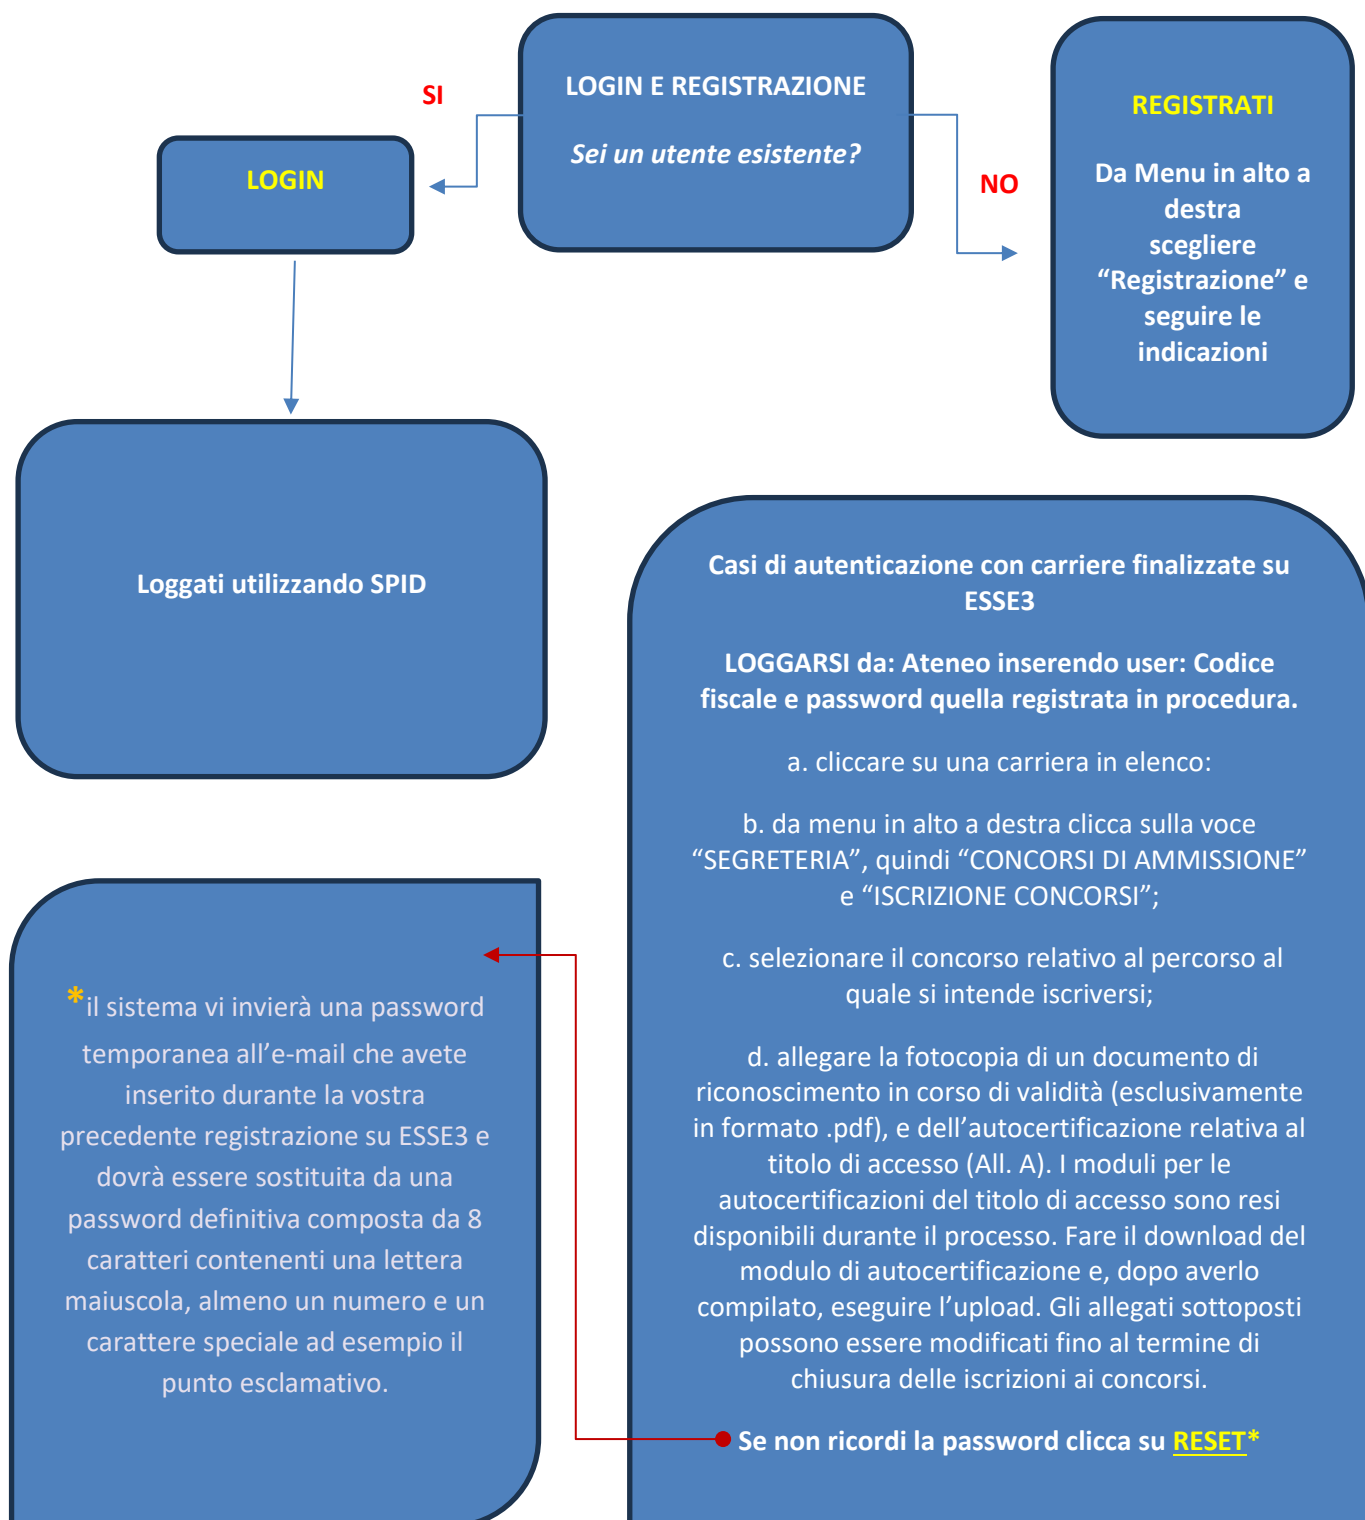 SI
LOGIN E REGISTRAZIONE
Sei un utente esistente?
NO
LOGIN
REGISTRATI
Da Menu in alto a
destra
scegliere
“Registrazione” e
seguire le
indicazioni
Loggati utilizzando SPID
Casi di autenticazione con carriere finalizzate su
ESSE3
LOGGARSI da: Ateneo inserendo user: Codice
fiscale e password quella registrata in procedura.
a. cliccare su una carriera in elenco:
b. da menu in alto a destra clicca sulla voce
“SEGRETERIA”, quindi “CONCORSI DI AMMISSIONE”
e “ISCRIZIONE CONCORSI”;
c. selezionare il concorso relativo al percorso al
quale si intende iscriversi;
d. allegare la fotocopia di un documento di
riconoscimento in corso di validità (esclusivamente
in formato .pdf), e dell’autocertificazione relativa al
titolo di accesso (All. A). I moduli per le
autocertificazioni del titolo di accesso sono resi
disponibili durante il processo. Fare il download del
modulo di autocertificazione e, dopo averlo
compilato, eseguire l’upload. Gli allegati sottoposti
possono essere modificati fino al termine di
chiusura delle iscrizioni ai concorsi.
Se non ricordi la password clicca su RESET*
*il sistema vi invierà una password
temporanea all’e-mail che avete
inserito durante la vostra
precedente registrazione su ESSE3 e
dovrà essere sostituita da una
password definitiva composta da 8
caratteri contenenti una lettera
maiuscola, almeno un numero e un
carattere speciale ad esempio il
punto esclamativo.